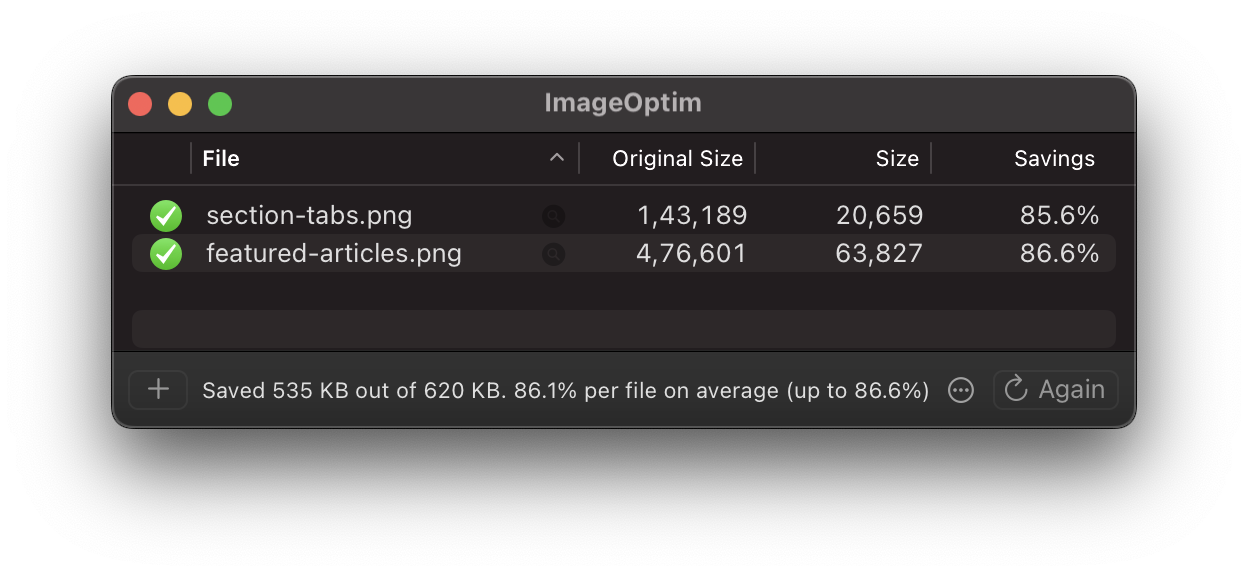 ImageOptim
File Original Size Size Savings
section-tabs.png 1,43,189 20,659 85.6%
featured-articles.png 4,76,601 63,827 86.6%
Saved 535 KB out of 620 KB. 86.1% per file on average (up to 86.6%) Again